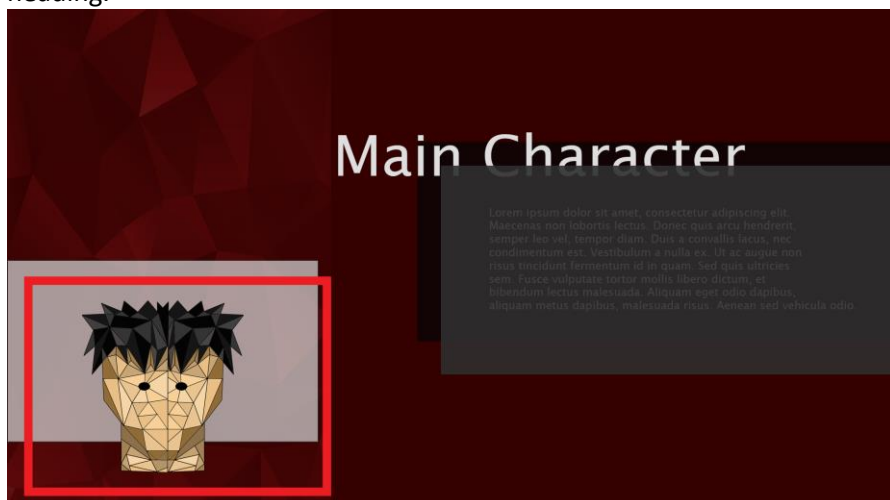 heading.
Main Character
Lorem ipsum dolor sit amet, consectetur adipiscing elit.
Maecenas non lobortis lectus. Donec quis arcu hendrerit,
semper leo vel, tempor diam. Duis a convallis lacus, nec
condimentum est. Vestibulum a nulla ex. Ut ac augue non
risus tincidunt fermentum id in quam. Sed quis ultricies
sem. Fusce vulputate tortor mollis libero dictum, et
bibendum lectus malesuada. Aliquam eget odio dapibus,
aliquam metus dapibus, malesuada risus. Aenean sed vehicula odio.